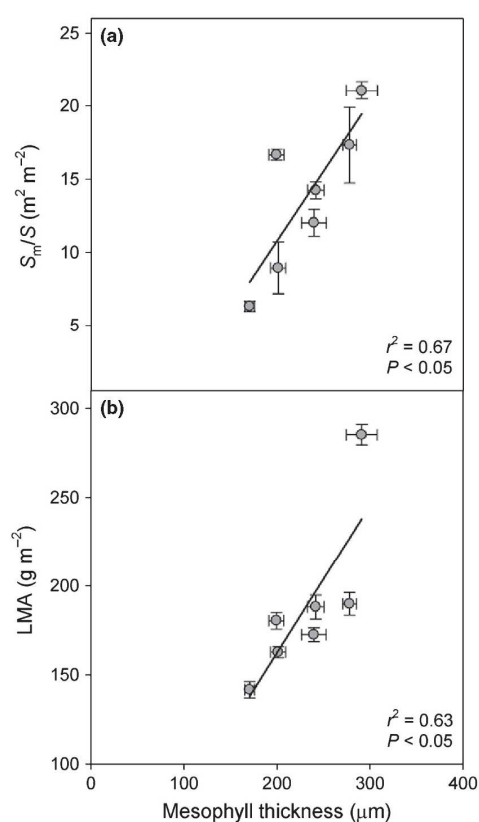 (a)
25
20
15
10
5
Sm/S (m² m⁻²)
r² = 0.67
P < 0.05
(b)
300
250
200
150
100
LMA (g m⁻²)
r² = 0.63
P < 0.05
0 100 200 300 400
Mesophyll thickness (μm)